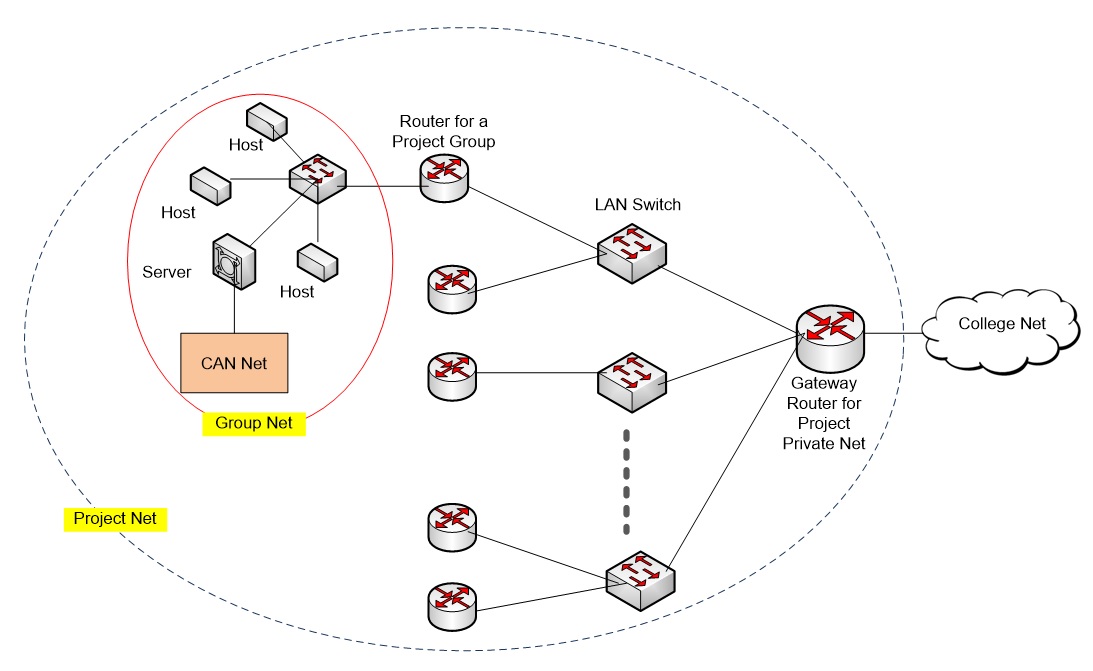 Router for a
Project Group
Host
LAN Switch
Host
Server
Host
College Net
CAN Net
Gateway
Router for
Project
Private Net
Group Net
Project Net